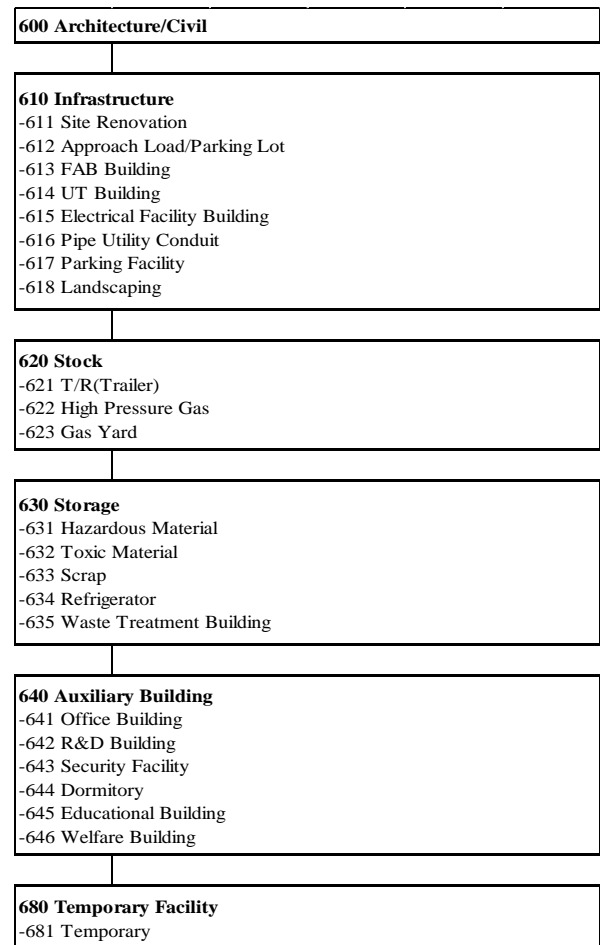 600 Architecture/Civil
610 Infrastructure
-611 Site Renovation
-612 Approach Load/Parking Lot
-613 FAB Building
-614 UT Building
-615 Electrical Facility Building
-616 Pipe Utility Conduit
-617 Parking Facility
-618 Landscaping
620 Stock
-621 T/R(Trailer)
-622 High Pressure Gas
-623 Gas Yard
630 Storage
-631 Hazardous Material
-632 Toxic Material
-633 Scrap
-634 Refrigerator
-635 Waste Treatment Building
640 Auxiliary Building
-641 Office Building
-642 R&D Building
-643 Security Facility
-644 Dormitory
-645 Educational Building
-646 Welfare Building
680 Temporary Facility
-681 Temporary